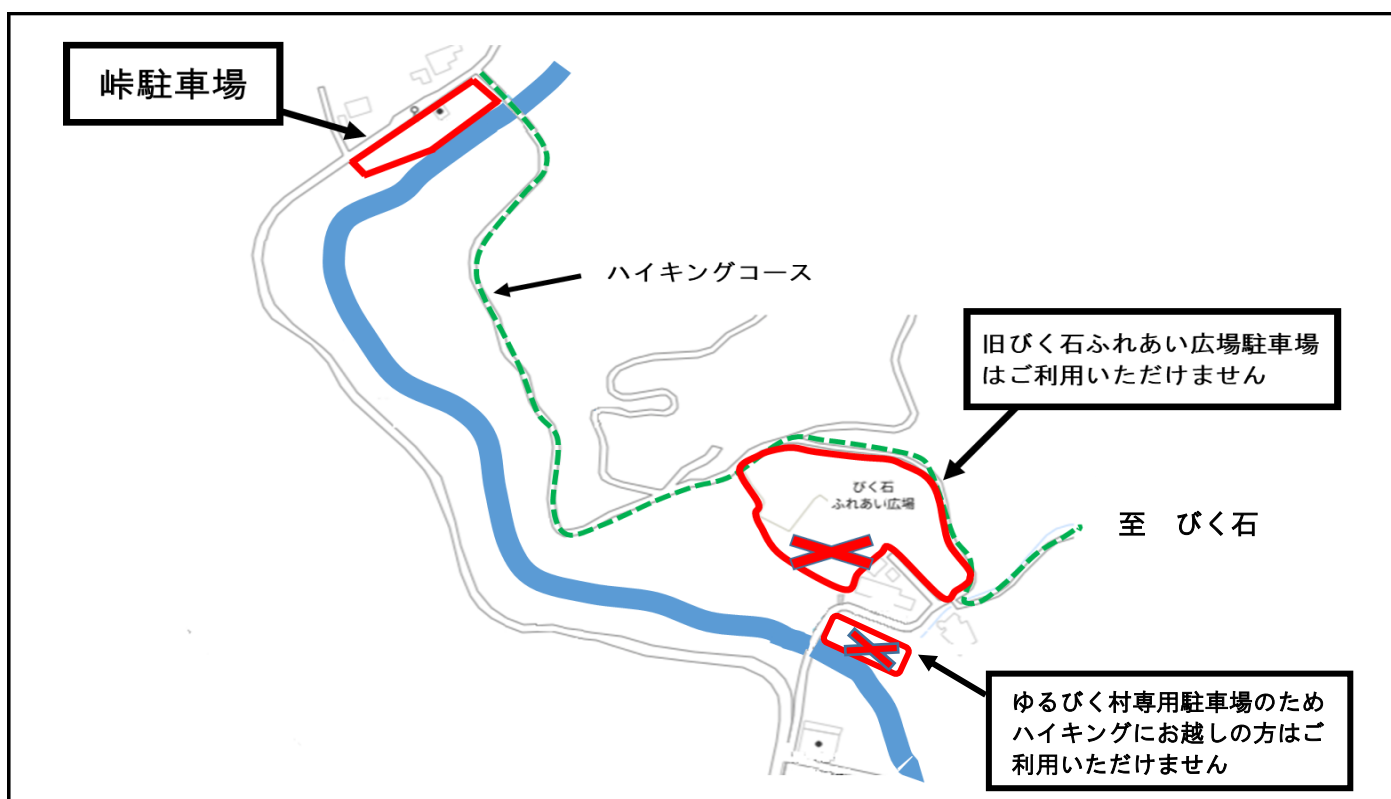 峠駐車場
ハイキングコース
旧びく石ふれあい広場駐車場
はご利用いただけません
びく石
ふれあい広場
至　びく石
ゆるびく村専用駐車場のため
ハイキングにお越しの方はご
利用いただけません